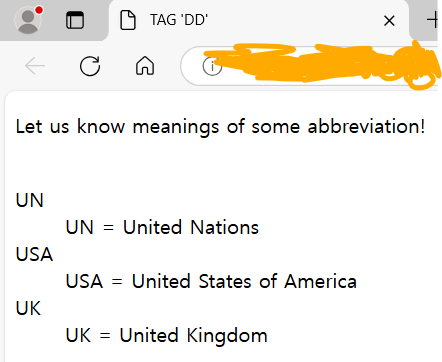 TAG 'DD'
Let us know meanings of some abbreviation!
UN
UN = United Nations
USA
USA = United States of America
UK
UK = United Kingdom